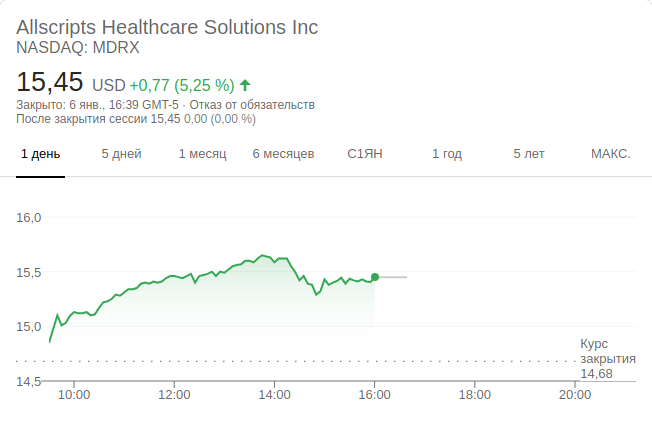 Allscripts Healthcare Solutions Inc
NASDAQ: MDRX
15,45 USD +0,77 (5,25 %)
Закрыто: 6 янв., 16:39 GMT-5 · Отказ от обязательств
После закрытия сессии 15,45 0,00 (0,00 %)
1 день 5 дней 1 месяц 6 месяцев С1ЯН 1 год 5 лет МАКС.
16,0
15,5
15,0
Курс
закрытия
14,68
14,5
10:00 12:00 14:00 16:00 18:00 20:00